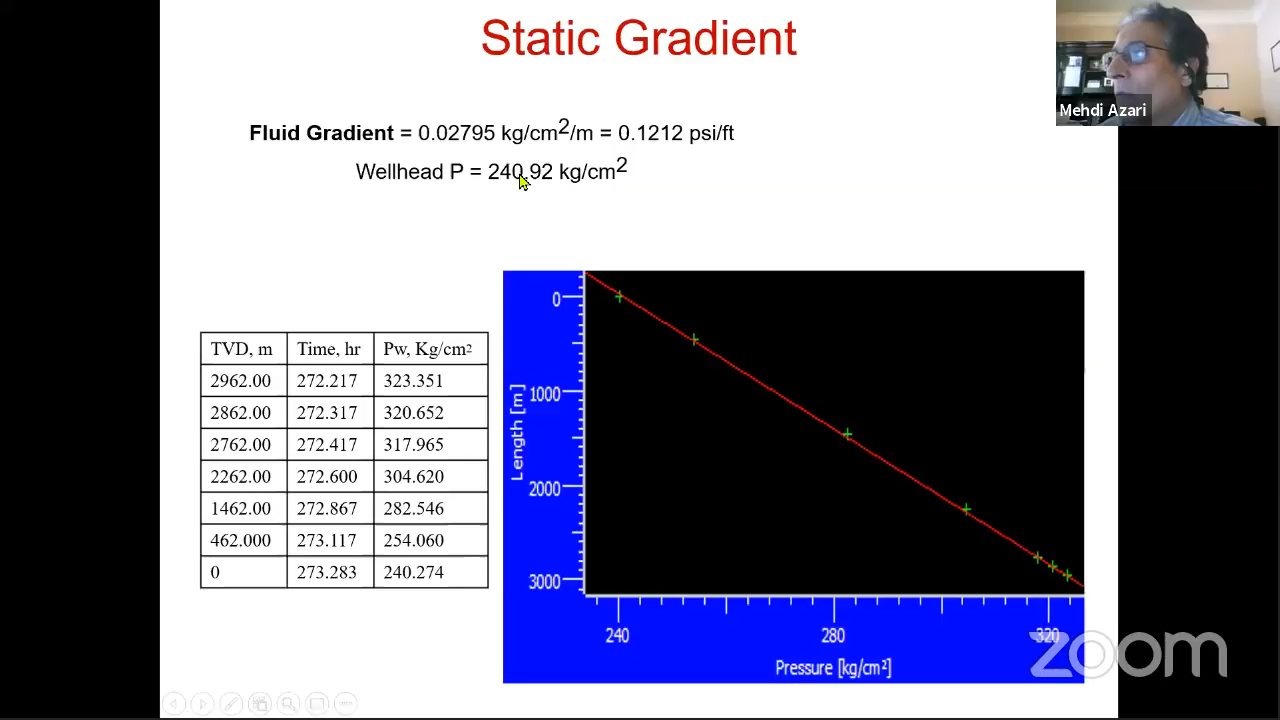 Static Gradient
Mehdi Azari
Fluid Gradient = 0.02795 kg/cm2/m = 0.1212 psi/ft
Wellhead P = 240.92 kg/cm2
TVD, m Time, hr Pw, Kg/cm2
2962.00 272.217 323.351
2862.00 272.317 320.652
2762.00 272.417 317.965
2262.00 272.600 304.620
1462.00 272.867 282.546
462.000 273.117 254.060
0 273.283 240.274
Length [m]
0
1000
2000
3000
240 280 320
Pressure [kg/cm²]
zoom